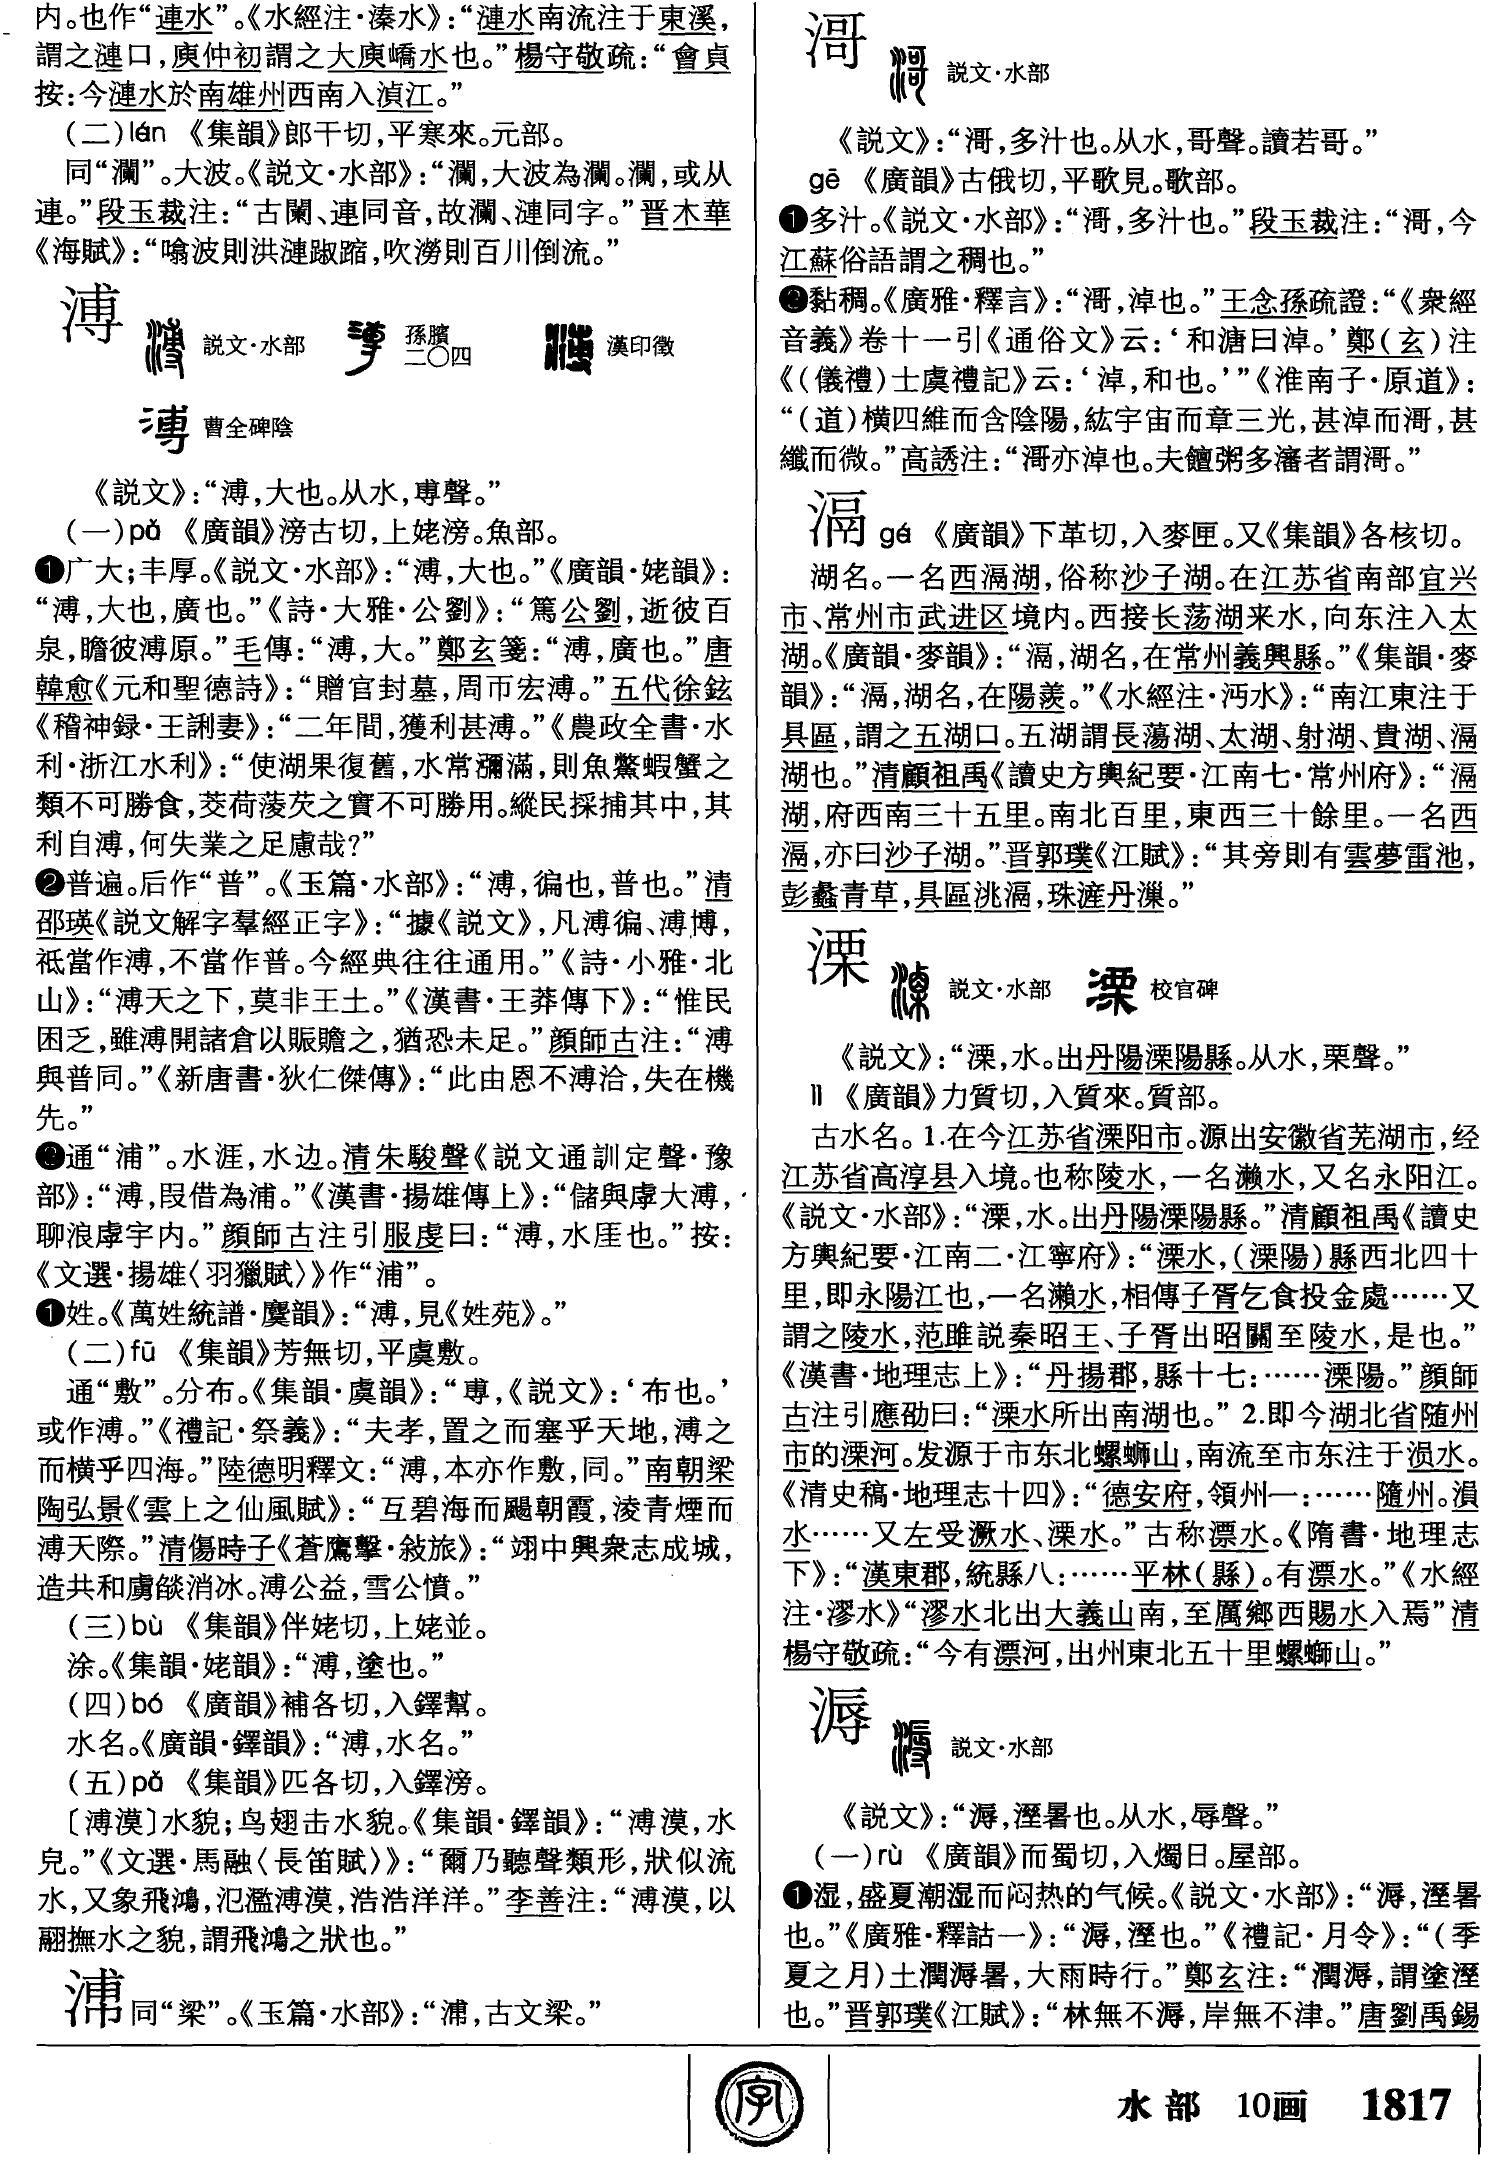 内。也作“連水”。《水經注·溱水》：“漣水南流注于東溪，
謂之漣口，庾仲初謂之大庾嶠水也。”楊守敬疏：“會貞
按：今漣水於南雄州西南入湞江。”
（二）lán 《集韻》郎干切，平寒來。元部。
同“瀾”。大波。《説文·水部》：“瀾，大波為瀾。漣，或从
連。”段玉裁注：“古闌、連同音，故瀾、漣同字。”晋木華
《海賦》：“噏波則洪漣踧蹜，吹澇則百川倒流。”
溥 説文·水部 孫臏二〇四 漢印徵
曹全碑陰
《説文》：“溥，大也。从水，尃聲。”
（一）pǔ 《廣韻》滂古切，上姥滂。魚部。
❶广大；丰厚。《説文·水部》：“溥，大也。”《廣韻·姥韻》：
“溥，大也，廣也。”《詩·大雅·公劉》：“篤公劉，逝彼百
泉，瞻彼溥原。”毛傳：“溥，大。”鄭玄箋：“溥，廣也。”唐
韓愈《元和聖德詩》：“贈官封墓，周帀宏溥。”五代徐鉉
《稽神録·王誗妻》：“二年間，獲利甚溥。”《農政全書·水
利·浙江水利》：“使湖果復舊，水常瀰滿，則魚鱉蝦蟹之
類不可勝食，茭荷菱芡之實不可勝用。縱民採捕其中，其
利自溥，何失業之足慮哉？”
❷普遍。后作“普”。《玉篇·水部》：“溥，徧也，普也。”清
邵瑛《説文解字羣經正字》：“據《説文》，凡溥徧、溥博，
祗當作溥，不當作普。今經典往往通用。”《詩·小雅·北
山》：“溥天之下，莫非王土。”《漢書·王莽傳下》：“惟民
困乏，雖溥開諸倉以賑贍之，猶恐未足。”顔師古注：“溥
與普同。”《新唐書·狄仁傑傳》：“此由恩不溥洽，失在機
先。”
❸通“浦”。水涯，水边。清朱駿聲《説文通訓定聲·豫
部》：“溥，叚借為浦。”《漢書·揚雄傳上》：“儲與虖大溥，
聊浪虖宇内。”顔師古注引服虔曰：“溥，水厓也。”按：
《文選·揚雄〈羽獵賦〉》作“浦”。
❶姓。《萬姓統譜·麌韻》：“溥，見《姓苑》。”
（二）fū 《集韻》芳無切，平虞敷。
通“敷”。分布。《集韻·虞韻》：“尃，《説文》：‘布也。’
或作溥。”《禮記·祭義》：“夫孝，置之而塞乎天地，溥之
而横乎四海。”陸德明釋文：“溥，本亦作敷，同。”南朝梁
陶弘景《雲上之仙風賦》：“互碧海而颺朝霞，淩青煙而
溥天際。”清傷時子《蒼鷹擊·敍旅》：“翊中興衆志成城，
造共和虜燄消冰。溥公益，雪公憤。”
（三）bù 《集韻》伴姥切，上姥並。
涂。《集韻·姥韻》：“溥，塗也。”
（四）bó 《廣韻》補各切，入鐸幫。
水名。《廣韻·鐸韻》：“溥，水名。”
（五）pǒ 《集韻》匹各切，入鐸滂。
〔溥漠〕水貌；鸟翅击水貌。《集韻·鐸韻》：“溥漠，水
皃。”《文選·馬融〈長笛賦〉》：“爾乃聽聲類形，狀似流
水，又象飛鴻，氾濫溥漠，浩浩洋洋。”李善注：“溥漠，以
翮撫水之貌，謂飛鴻之狀也。”
同“梁”。《玉篇·水部》：“，古文梁。”
滒 説文·水部
《説文》：“滒，多汁也。从水，哥聲。讀若哥。”
gē 《廣韻》古俄切，平歌見。歌部。
❶多汁。《説文·水部》：“滒，多汁也。”段玉裁注：“滒，今
江蘇俗語謂之稠也。”
❷黏稠。《廣雅·釋言》：“滒，淖也。”王念孫疏證：“《衆經
音義》卷十一引《通俗文》云：‘和溏曰淖。’鄭（玄）注
《（儀禮）士虞禮記》云：‘淖，和也。’”《淮南子·原道》：
“（道）横四維而含陰陽，紘宇宙而章三光，甚淖而滒，甚
纖而微。”高誘注：“滒亦淖也。夫饘粥多瀋者謂滒。”
滆 gé 《廣韻》下革切，入麥匣。又《集韻》各核切。
湖名。一名西滆湖，俗称沙子湖。在江苏省南部宜兴
市、常州市武进区境内。西接长荡湖来水，向东注入太
湖。《廣韻·麥韻》：“滆，湖名，在常州義興縣。”《集韻·麥
韻》：“滆，湖名，在陽羡。”《水經注·沔水》：“南江東注于
具區，謂之五湖口。五湖謂長蕩湖、太湖、射湖、貴湖、滆
湖也。”清顧祖禹《讀史方輿紀要·江南七·常州府》：“滆
湖，府西南三十五里。南北百里，東西三十餘里。一名西
滆，亦曰沙子湖。”晋郭璞《江賦》：“其旁則有雲夢雷池，
彭蠡青草，具區洮滆，珠滻丹漅。”
溧 説文·水部 校官碑
《説文》：“溧，水。出丹陽溧陽縣。从水，栗聲。”
lì 《廣韻》力質切，入質來。質部。
古水名。1.在今江苏省溧阳市。源出安徽省芜湖市，经
江苏省高淳县入境。也称陵水，一名濑水，又名永阳江。
《説文·水部》：“溧，水。出丹陽溧陽縣。”清顧祖禹《讀史
方輿紀要·江南二·江寧府》：“溧水，（溧陽）縣西北四十
里，即永陽江也，一名瀨水，相傳子胥乞食投金處……又
謂之陵水，范雎説秦昭王、子胥出昭關至陵水，是也。”
《漢書·地理志上》：“丹揚郡，縣十七：……溧陽。”顔師
古注引應劭曰：“溧水所出南湖也。”2.即今湖北省随州
市的溧河。发源于市东北螺蛳山，南流至市东注于涢水。
《清史稿·地理志十四》：“德安府，領州一：……隨州。溳
水……又左受㵐水、溧水。”古称漂水。《隋書·地理志
下》：“漢東郡，統縣八：……平林（縣）。有漂水。”《水經
注·漻水》“漻水北出大義山南，至厲鄉西賜水入焉”清
楊守敬疏：“今有漂河，出州東北五十里螺螄山。”
溽 説文·水部
《説文》：“溽，溼暑也。从水，辱聲。”
（一）rù 《廣韻》而蜀切，入燭日。屋部。
❶湿，盛夏潮湿而闷热的气候。《説文·水部》：“溽，溼暑
也。”《廣雅·釋詁一》：“溽，溼也。”《禮記·月令》：“（季
夏之月）土潤溽暑，大雨時行。”鄭玄注：“潤溽，謂塗溼
也。”晋郭璞《江賦》：“林無不溽，岸無不津。”唐劉禹錫
字
水部 10画 1817